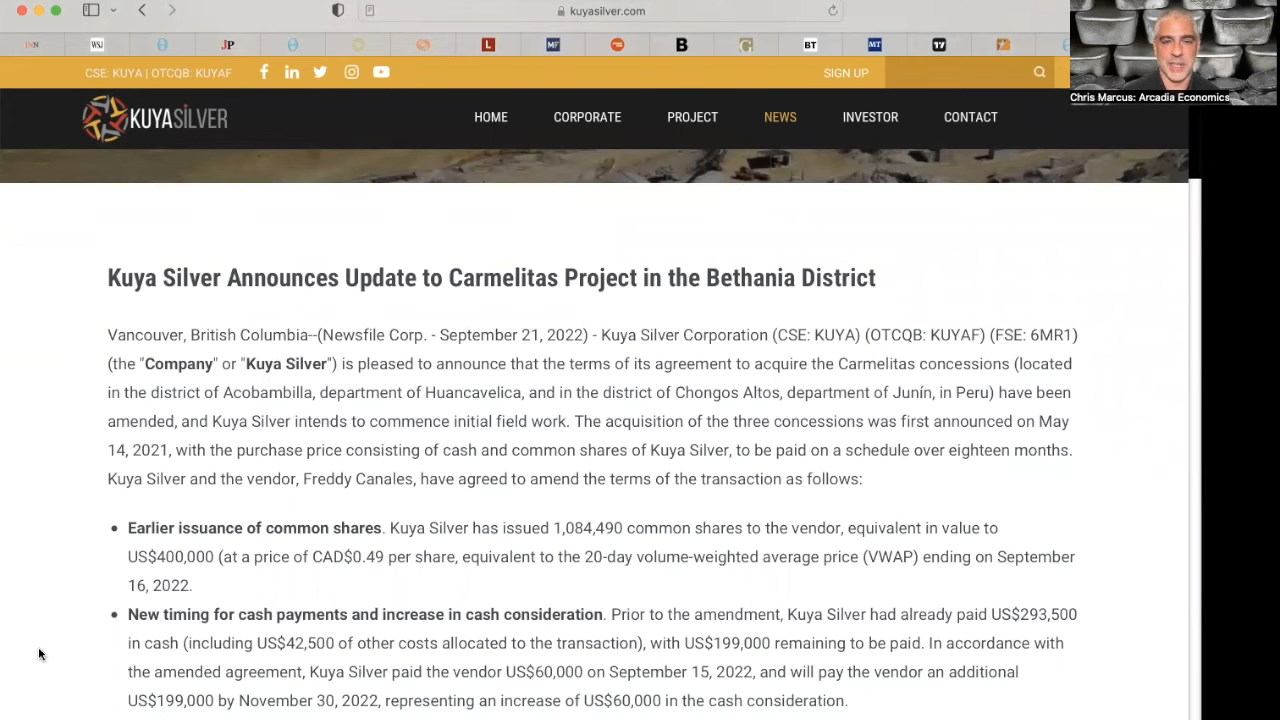 kuyasilver.com
INN
WSJ
JP
L
MF
B
G
BT
MT
17
CSE: KUYA | OTCQB: KUYAF
SIGN UP
Chris Marcus: Arcadia Economics
KUYASILVER
HOME
CORPORATE
PROJECT
NEWS
INVESTOR
CONTACT
Kuya Silver Announces Update to Carmelitas Project in the Bethania District
Vancouver, British Columbia--(Newsfile Corp. - September 21, 2022) - Kuya Silver Corporation (CSE: KUYA) (OTCQB: KUYAF) (FSE: 6MR1)
(the "Company" or "Kuya Silver") is pleased to announce that the terms of its agreement to acquire the Carmelitas concessions (located
in the district of Acobambilla, department of Huancavelica, and in the district of Chongos Altos, department of Junín, in Peru) have been
amended, and Kuya Silver intends to commence initial field work. The acquisition of the three concessions was first announced on May
14, 2021, with the purchase price consisting of cash and common shares of Kuya Silver, to be paid on a schedule over eighteen months.
Kuya Silver and the vendor, Freddy Canales, have agreed to amend the terms of the transaction as follows:
• Earlier issuance of common shares. Kuya Silver has issued 1,084,490 common shares to the vendor, equivalent in value to
US$400,000 (at a price of CAD$0.49 per share, equivalent to the 20-day volume-weighted average price (VWAP) ending on September
16, 2022.
• New timing for cash payments and increase in cash consideration. Prior to the amendment, Kuya Silver had already paid US$293,500
in cash (including US$42,500 of other costs allocated to the transaction), with US$199,000 remaining to be paid. In accordance with
the amended agreement, Kuya Silver paid the vendor US$60,000 on September 15, 2022, and will pay the vendor an additional
US$199,000 by November 30, 2022, representing an increase of US$60,000 in the cash consideration.